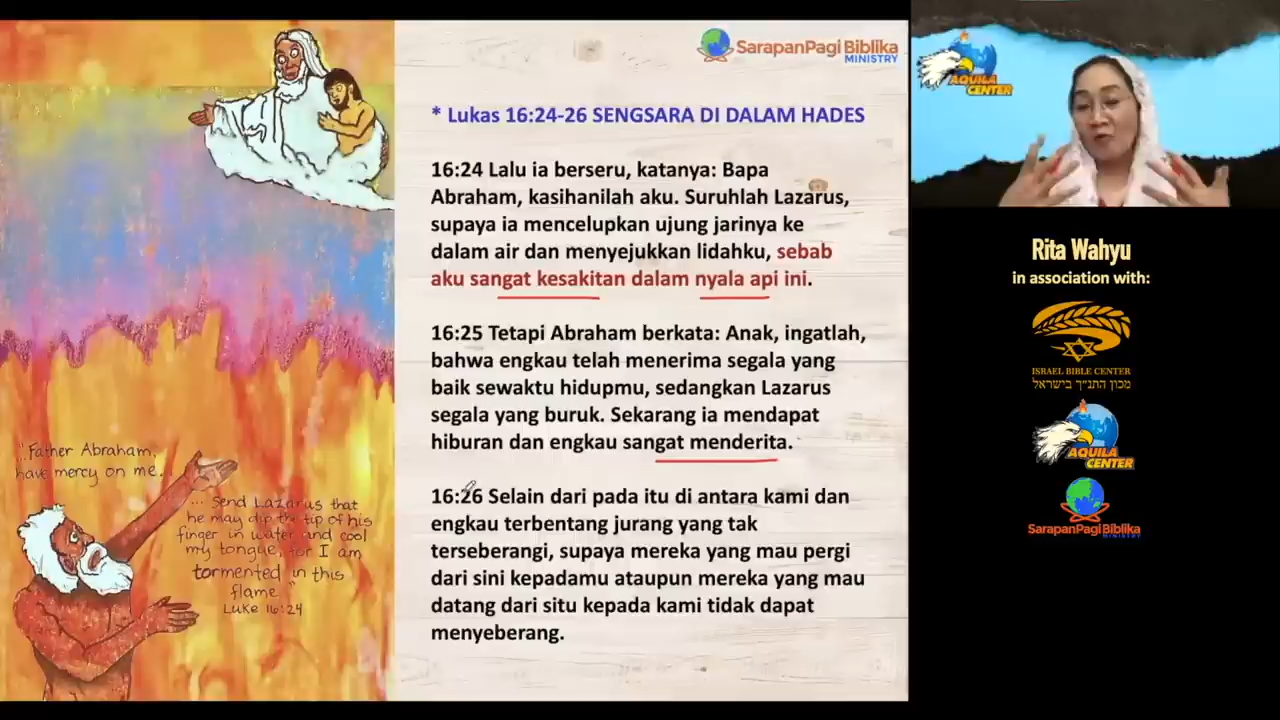 SarapanPagi Biblika
MINISTRY
* Lukas 16:24-26 SENGSARA DI DALAM HADES
16:24 Lalu ia berseru, katanya: Bapa
Abraham, kasihanilah aku. Suruhlah Lazarus,
supaya ia mencelupkan ujung jarinya ke
dalam air dan menyejukkan lidahku, sebab
aku sangat kesakitan dalam nyala api ini.
16:25 Tetapi Abraham berkata: Anak, ingatlah,
bahwa engkau telah menerima segala yang
baik sewaktu hidupmu, sedangkan Lazarus
segala yang buruk. Sekarang ia mendapat
hiburan dan engkau sangat menderita.
16:26 Selain dari pada itu di antara kami dan
engkau terbentang jurang yang tak
terseberangi, supaya mereka yang mau pergi
dari sini kepadamu ataupun mereka yang mau
datang dari situ kepada kami tidak dapat
menyeberang.
"Father Abraham,
have mercy on me.
... Send Lazarus that
he may dip the tip of his
finger in water and cool
my tongue, for I am
tormented in this
flame"
Luke 16:24
AQUILA
CENTER
Rita Wahyu
in association with:
ISRAEL BIBLE CENTER
מכון התנ״ך בישראל
AQUILA
CENTER
SarapanPagi Biblika
MINISTRY